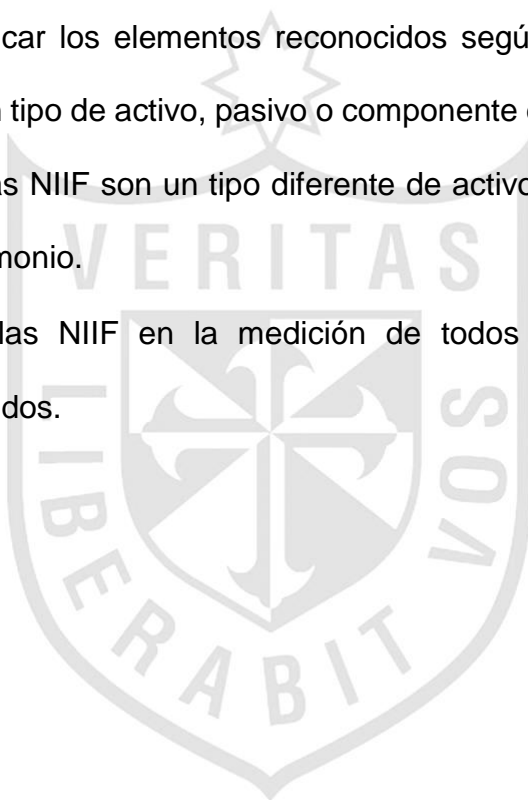 car los elementos reconocidos segú
tipo de activo, pasivo o componente
as NIIF son un tipo diferente de activo
monio.
las NIIF en la medición de todos
dos.
VERITAS
LIBERABIT
VOS